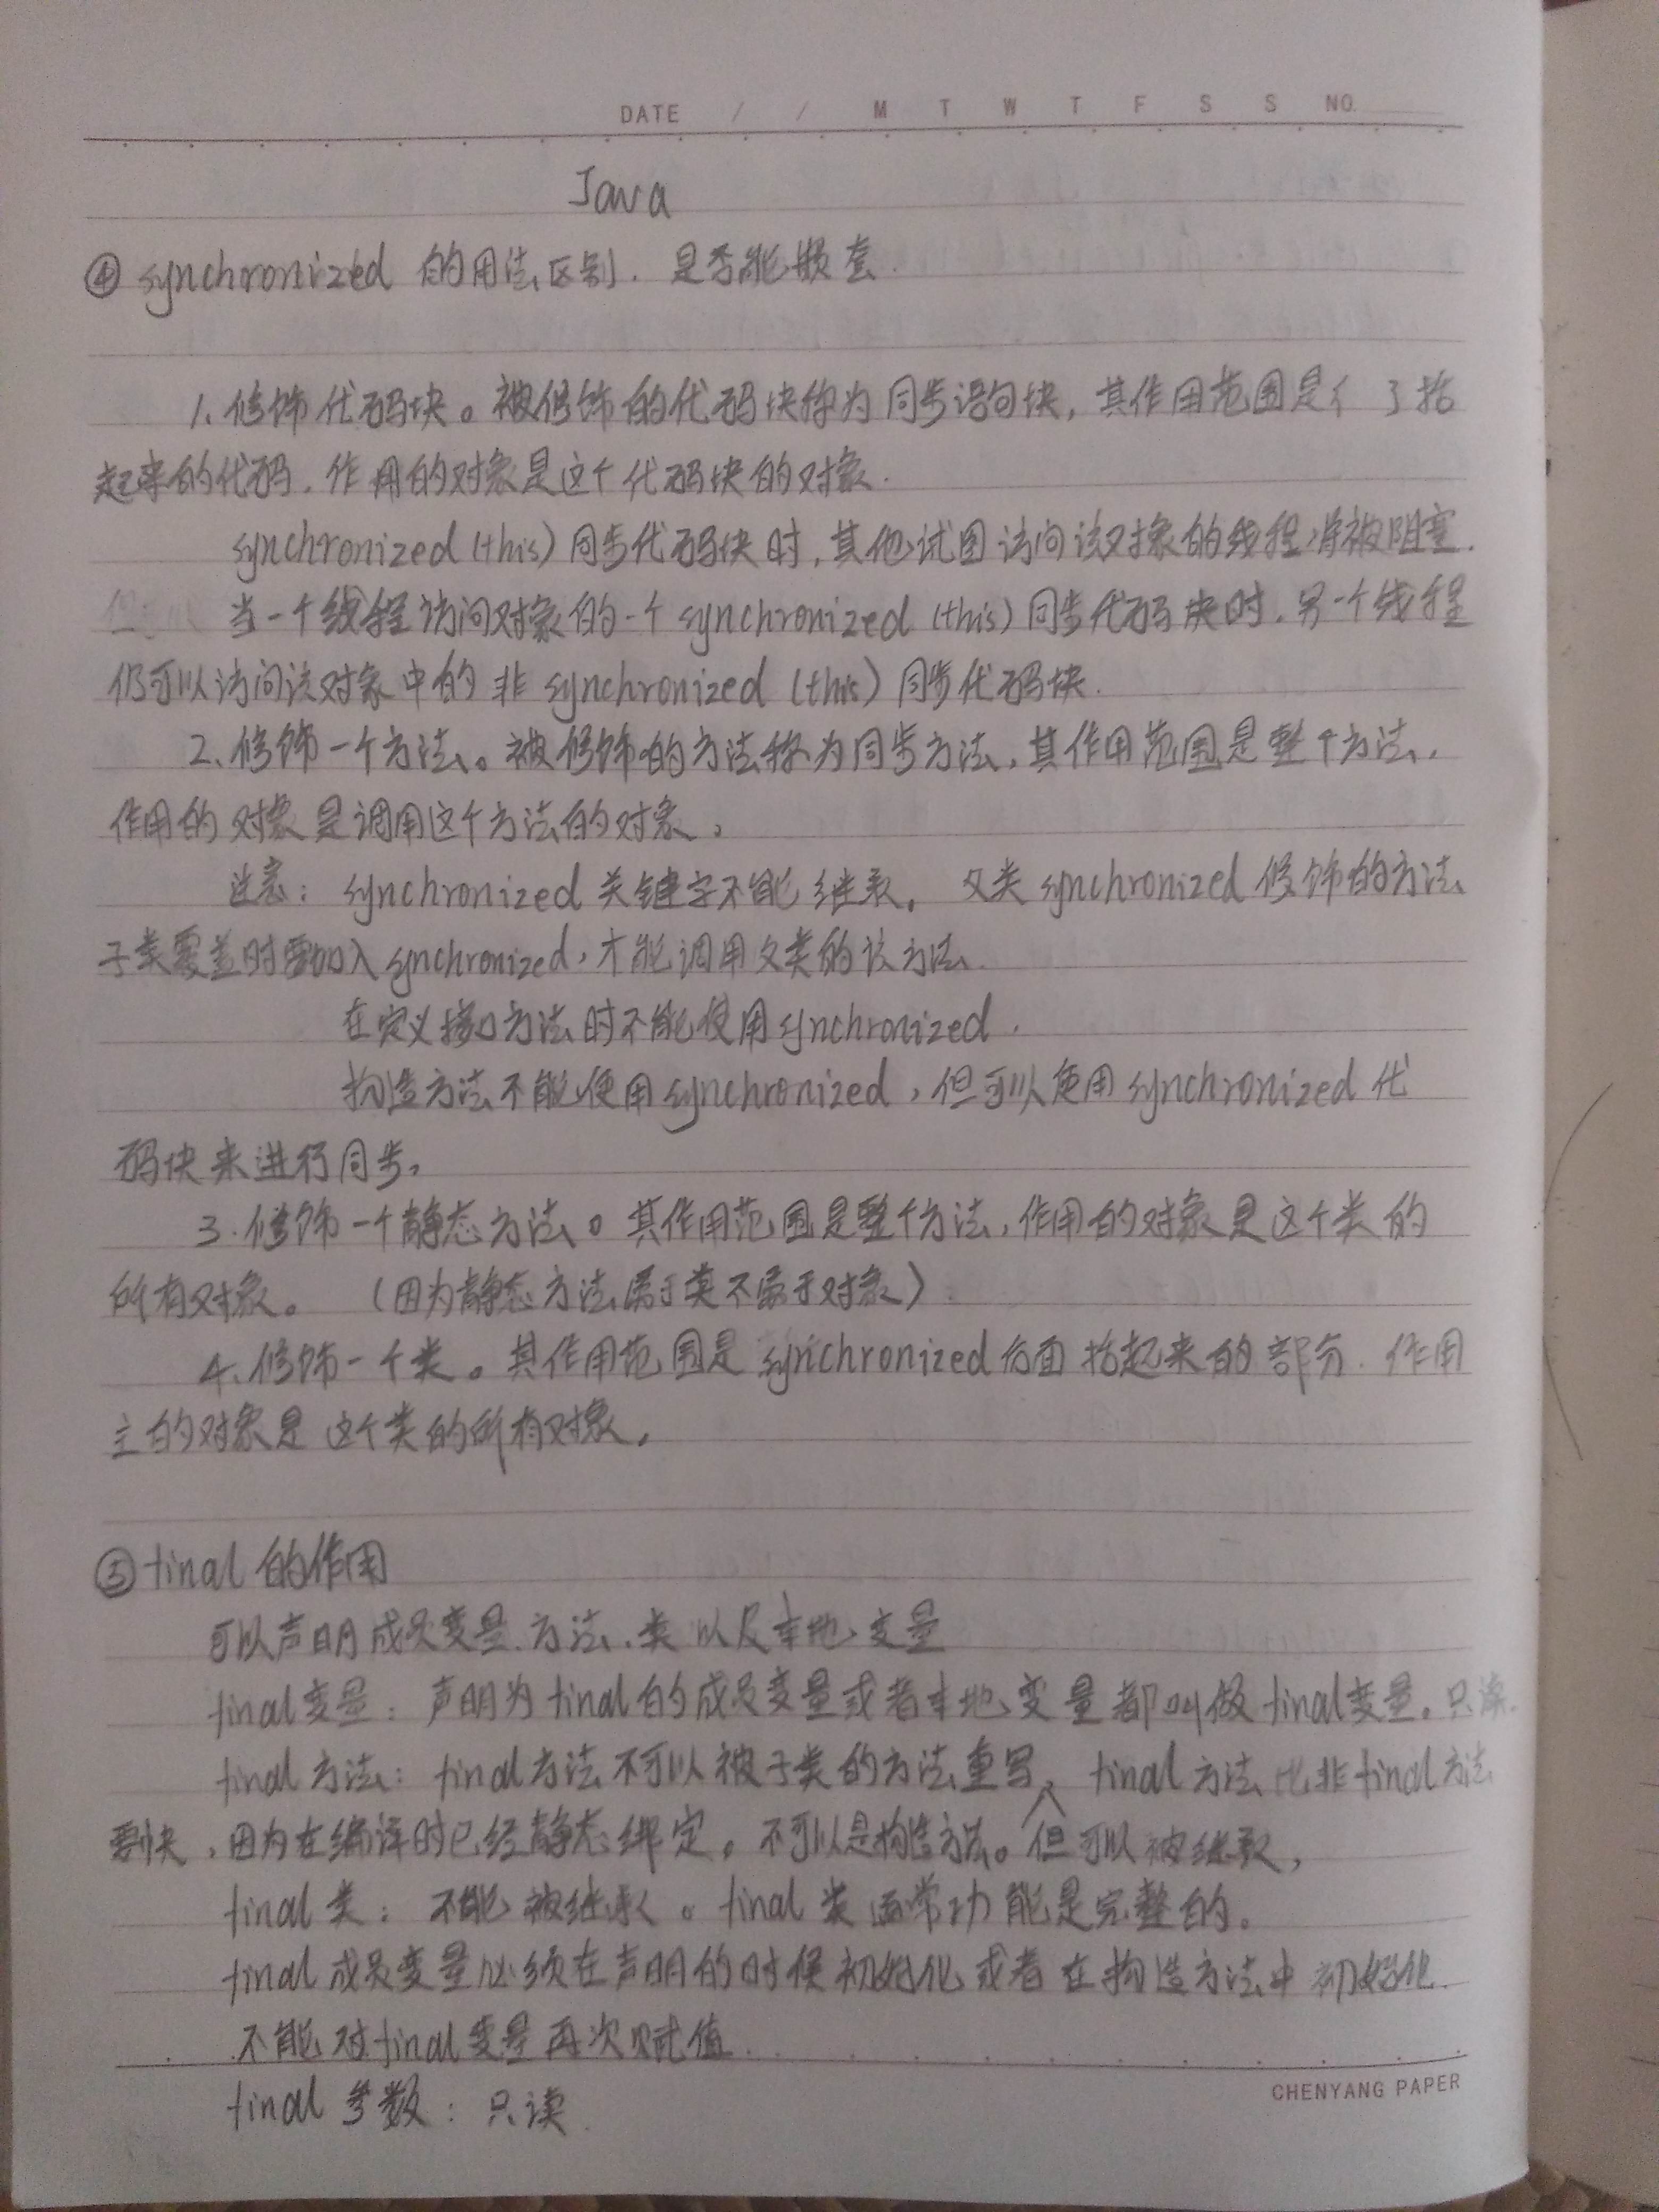 DATE / / M T W T F S S NO.
Java
④ synchronized 的用法区别. 是否能嵌套.
1. 修饰代码块。被修饰的代码块称为同步语句块, 其作用范围是{ }括
起来的代码. 作用的对象是这个代码块的对象.
synchronized (this) 同步代码块时, 其他试图访问该对象的线程将被阻塞.
当一个线程访问对象的一个 synchronized (this) 同步代码块时. 另一个线程
仍可以访问该对象中的非 synchronized (this) 同步代码块.
2. 修饰一个方法。被修饰的方法称为同步方法, 其作用范围是整个方法,
作用的对象是调用这个方法的对象。
注意: synchronized 关键字不能继承。父类 synchronized 修饰的方法
子类覆盖时要加入 synchronized, 才能调用父类的该方法.
在定义接口方法时不能使用 synchronized.
构造方法不能使用 synchronized, 但可以使用 synchronized 代
码块来进行同步,
3. 修饰一个静态方法。其作用范围是整个方法, 作用的对象是这个类的
所有对象。 (因为静态方法属于类不属于对象)
4. 修饰一个类。其作用范围是 synchronized 后面括起来的部分. 作用
主的对象是这个类的所有对象.
⑤ final 的作用
可以声明成员变量. 方法. 类以及本地变量
final 变量: 声明为 final 的成员变量或者本地变量都叫做 final 变量. 只读.
final 方法: final 方法不可以被子类的方法重写, final 方法比非 final 方法
要快, 因为在编译时已经静态绑定。不可以是构造方法。但可以被继承,
final 类: 不能被继承。final 类通常功能是完整的。
final 成员变量必须在声明的时候初始化或者在构造方法中初始化.
不能对 final 变量再次赋值.
CHENYANG PAPER
final 参数: 只读.